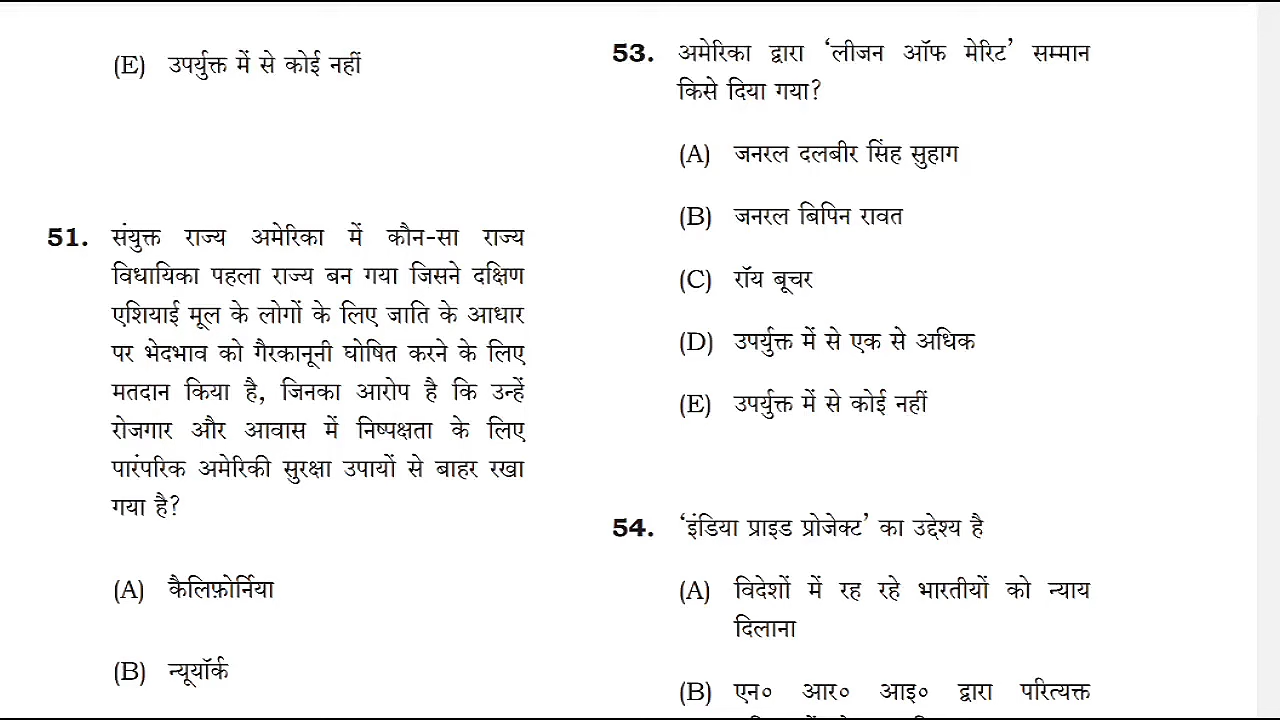 (E) उपर्युक्त में से कोई नहीं
51. संयुक्त राज्य अमेरिका में कौन-सा राज्य
विधायिका पहला राज्य बन गया जिसने दक्षिण
एशियाई मूल के लोगों के लिए जाति के आधार
पर भेदभाव को गैरकानूनी घोषित करने के लिए
मतदान किया है, जिनका आरोप है कि उन्हें
रोजगार और आवास में निष्पक्षता के लिए
पारंपरिक अमेरिकी सुरक्षा उपायों से बाहर रखा
गया है?
(A) कैलिफ़ोर्निया
(B) न्यूयॉर्क
53. अमेरिका द्वारा ‘लीजन ऑफ मेरिट’ सम्मान
किसे दिया गया?
(A) जनरल दलबीर सिंह सुहाग
(B) जनरल बिपिन रावत
(C) रॉय बूचर
(D) उपर्युक्त में से एक से अधिक
(E) उपर्युक्त में से कोई नहीं
54. ‘इंडिया प्राइड प्रोजेक्ट’ का उद्देश्य है
(A) विदेशों में रह रहे भारतीयों को न्याय
दिलाना
(B) एन० आर० आइ० द्वारा परित्यक्त